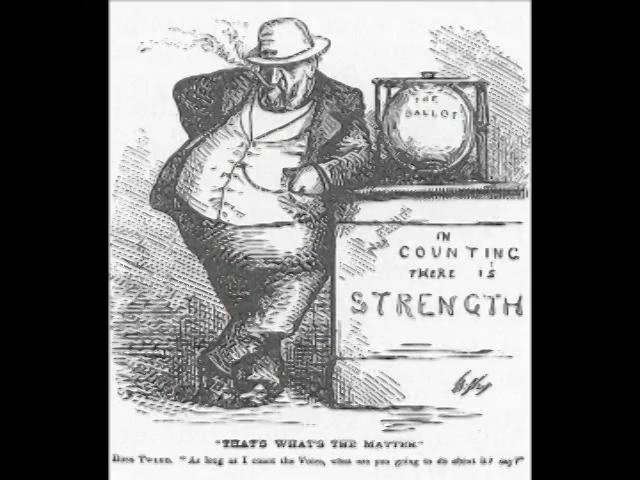 THE
BALLOT
IN
COUNTING
THERE IS
STRENGTH
"THAT'S WHAT'S THE MATTER."
Boss Tweed. "As long as I count the Votes, what are you going to do about it? say?"